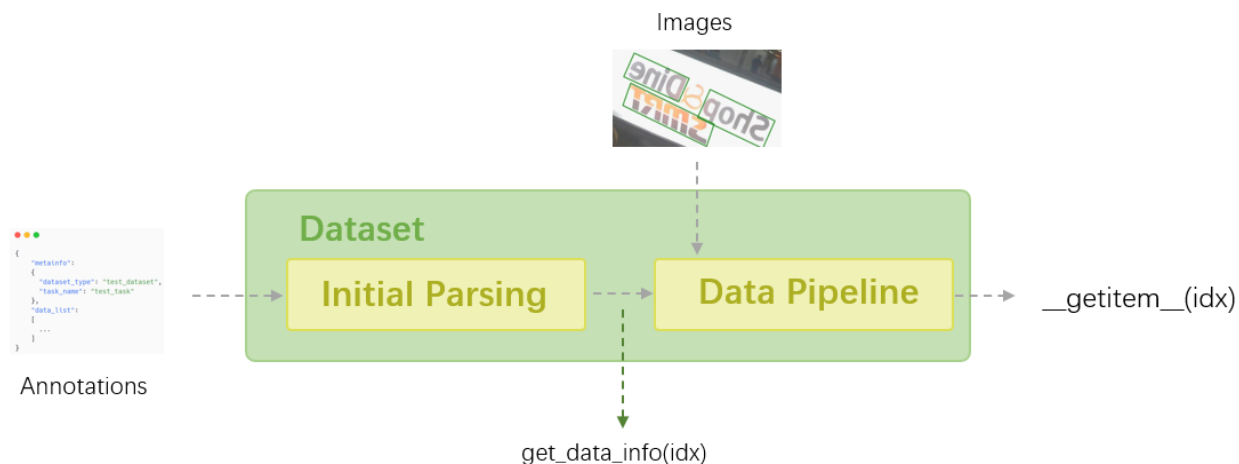 Images
Shop&Dine
SMRT
Dataset
Initial Parsing
Data Pipeline
{
"metainfo":
{
"dataset_type": "test_dataset",
"task_name": "test_task"
},
"data_list":
[
...
]
}
Annotations
__getitem__(idx)
get_data_info(idx)